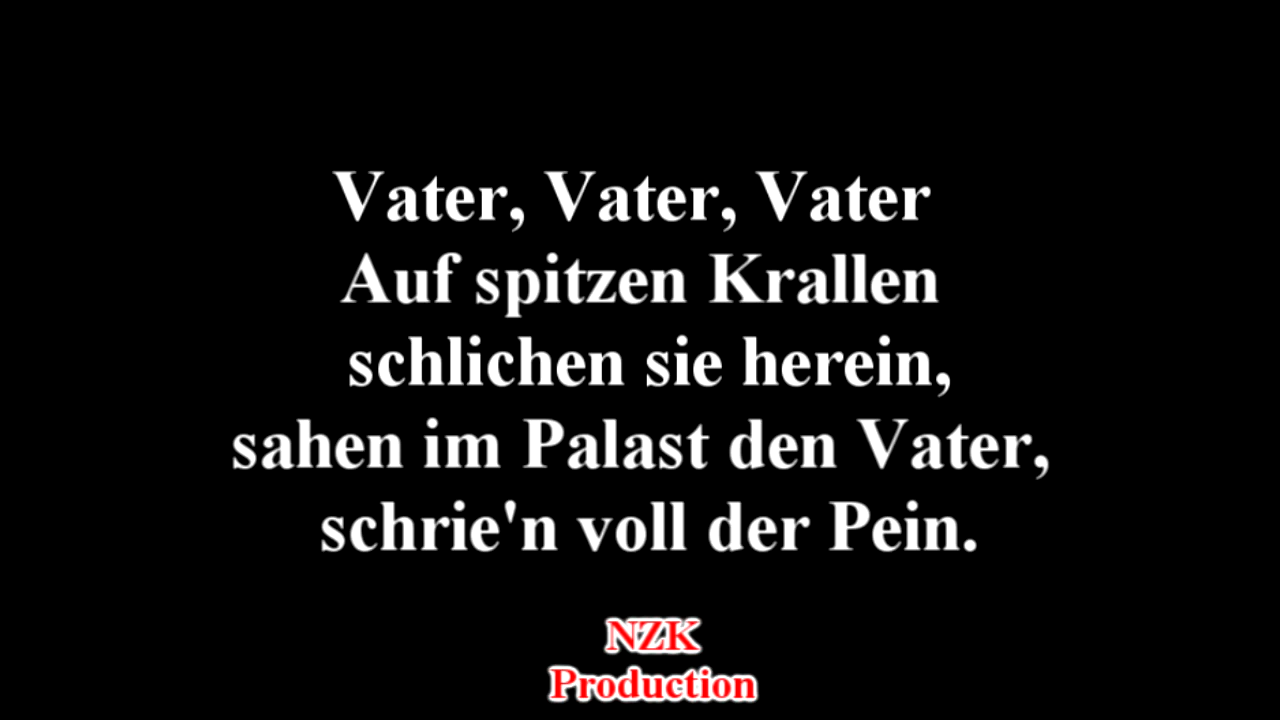 Vater, Vater, Vater
Auf spitzen Krallen
schlichen sie herein,
sahen im Palast den Vater,
schrie'n voll der Pein.
NZK
Production